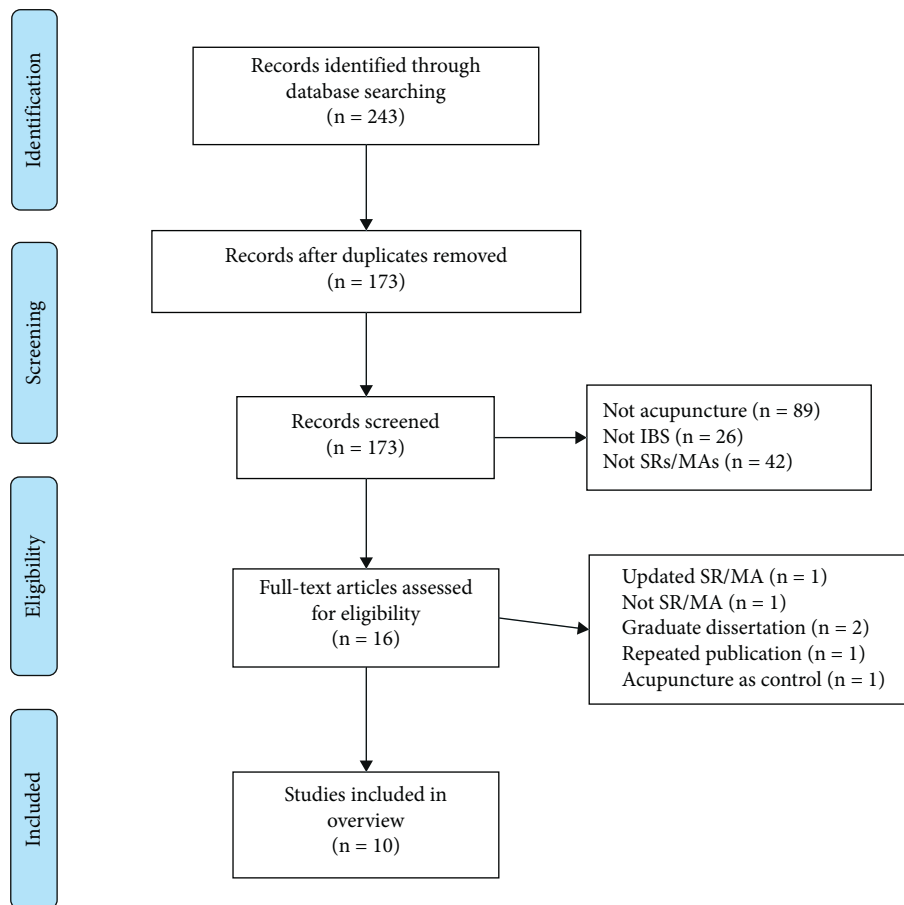 Identification
Records identified through
database searching
(n = 243)
Screening
Records after duplicates removed
(n = 173)
Records screened
(n = 173)
Not acupuncture (n = 89)
Not IBS (n = 26)
Not SRs/MAs (n = 42)
Eligibility
Full-text articles assessed
for eligibility
(n = 16)
Updated SR/MA (n = 1)
Not SR/MA (n = 1)
Graduate dissertation (n = 2)
Repeated publication (n = 1)
Acupuncture as control (n = 1)
Included
Studies included in
overview
(n = 10)